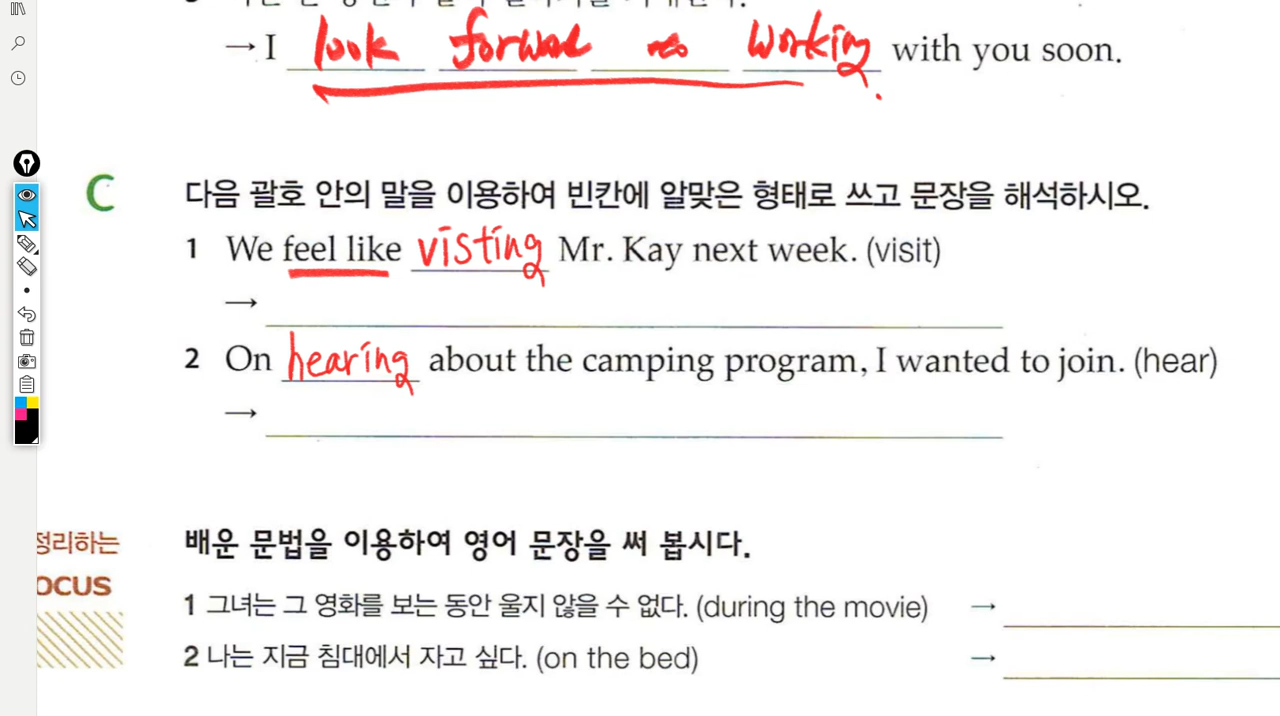 → I look forward to working with you soon.
C 다음 괄호 안의 말을 이용하여 빈칸에 알맞은 형태로 쓰고 문장을 해석하시오.
1 We feel like visting Mr. Kay next week. (visit)
→
2 On hearing about the camping program, I wanted to join. (hear)
→
정리하는 배운 문법을 이용하여 영어 문장을 써 봅시다.
OCUS
1 그녀는 그 영화를 보는 동안 울지 않을 수 없다. (during the movie) →
2 나는 지금 침대에서 자고 싶다. (on the bed) →